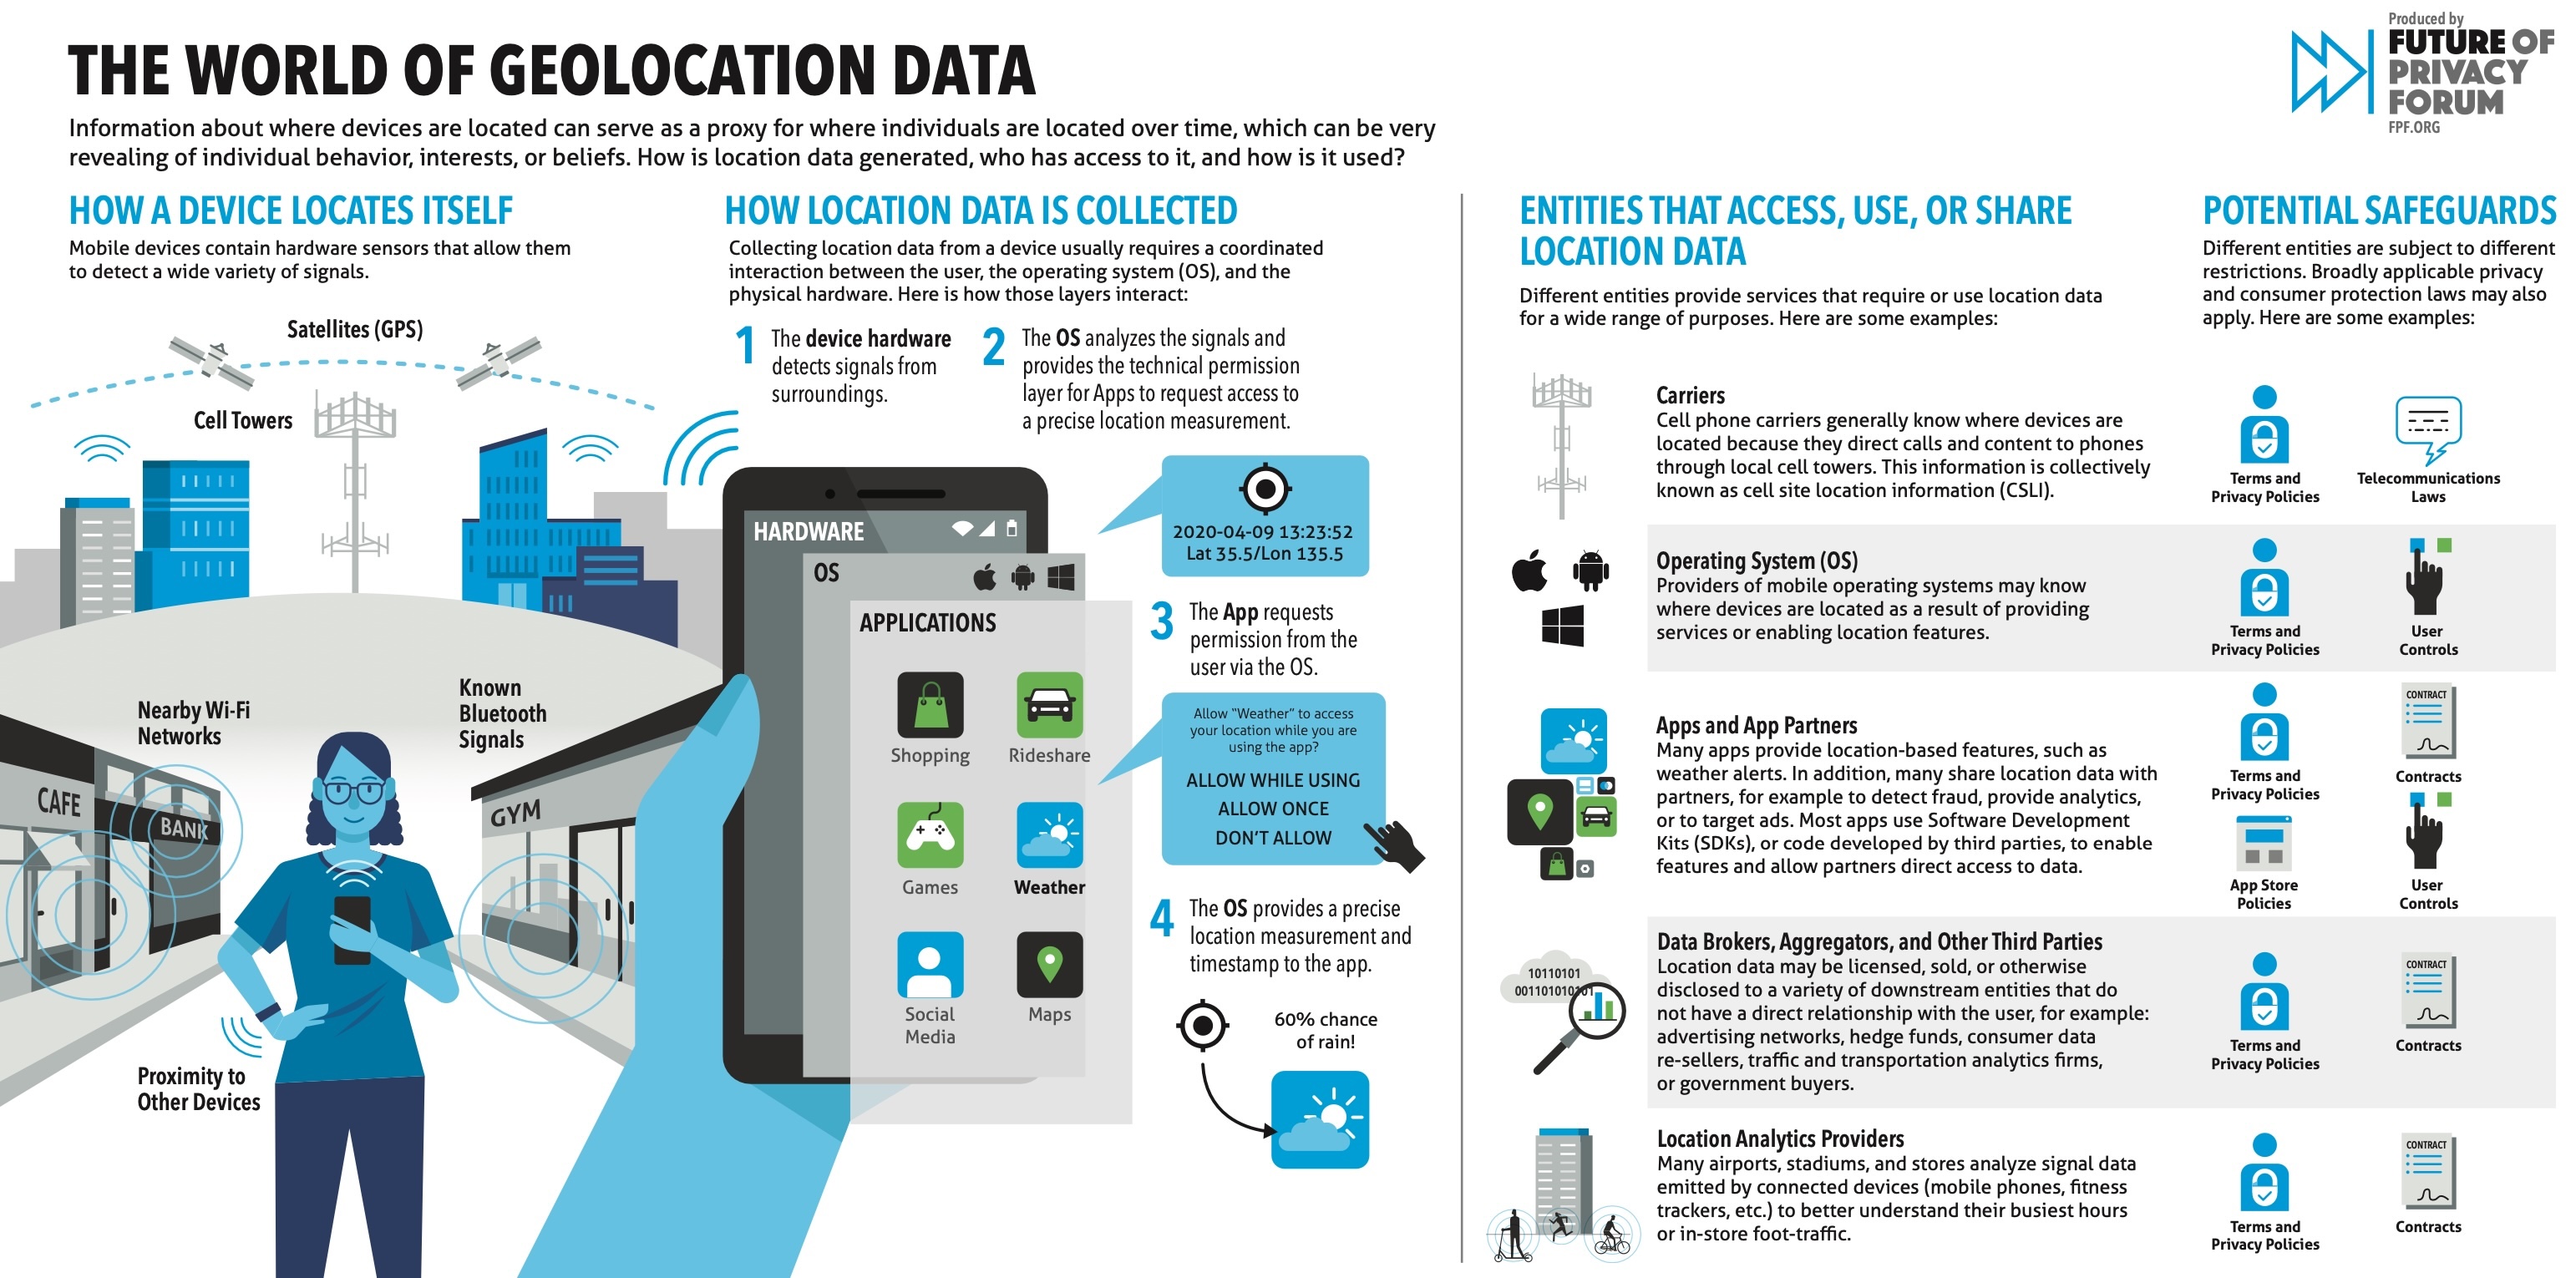 THE WORLD OF GEOLOCATION DATA
Information about where devices are located can serve as a proxy for where individuals are located over time, which can be very
revealing of individual behavior, interests, or beliefs. How is location data generated, who has access to it, and how is it used?
Produced by
FUTURE OF
PRIVACY
FORUM
FPF.ORG
HOW A DEVICE LOCATES ITSELF
Mobile devices contain hardware sensors that allow them
to detect a wide variety of signals.
Satellites (GPS)
Cell Towers
Nearby Wi-Fi
Networks
Known
Bluetooth
Signals
CAFE
BANK
GYM
Proximity to
Other Devices
HOW LOCATION DATA IS COLLECTED
Collecting location data from a device usually requires a coordinated
interaction between the user, the operating system (OS), and the
physical hardware. Here is how those layers interact:
1
The device hardware
detects signals from
surroundings.
2
The OS analyzes the signals and
provides the technical permission
layer for Apps to request access to
a precise location measurement.
HARDWARE
OS
APPLICATIONS
Shopping
Rideshare
Games
Weather
Social
Media
Maps
2020-04-09 13:23:52
Lat 35.5/Lon 135.5
3
The App requests
permission from the
user via the OS.
Allow "Weather" to access
your location while you are
using the app?
ALLOW WHILE USING
ALLOW ONCE
DON'T ALLOW
4
The OS provides a precise
location measurement and
timestamp to the app.
60% chance
of rain!
ENTITIES THAT ACCESS, USE, OR SHARE
LOCATION DATA
Different entities provide services that require or use location data
for a wide range of purposes. Here are some examples:
POTENTIAL SAFEGUARDS
Different entities are subject to different
restrictions. Broadly applicable privacy
and consumer protection laws may also
apply. Here are some examples:
Carriers
Cell phone carriers generally know where devices are
located because they direct calls and content to phones
through local cell towers. This information is collectively
known as cell site location information (CSLI).
Terms and
Privacy Policies
Telecommunications
Laws
Operating System (OS)
Providers of mobile operating systems may know
where devices are located as a result of providing
services or enabling location features.
Terms and
Privacy Policies
User
Controls
Apps and App Partners
Many apps provide location-based features, such as
weather alerts. In addition, many share location data with
partners, for example to detect fraud, provide analytics,
or to target ads. Most apps use Software Development
Kits (SDKs), or code developed by third parties, to enable
features and allow partners direct access to data.
Terms and
Privacy Policies
CONTRACT
Contracts
App Store
Policies
User
Controls
10110101
001101010101
Data Brokers, Aggregators, and Other Third Parties
Location data may be licensed, sold, or otherwise
disclosed to a variety of downstream entities that do
not have a direct relationship with the user, for example:
advertising networks, hedge funds, consumer data
re-sellers, traffic and transportation analytics firms,
or government buyers.
Terms and
Privacy Policies
CONTRACT
Contracts
Location Analytics Providers
Many airports, stadiums, and stores analyze signal data
emitted by connected devices (mobile phones, fitness
trackers, etc.) to better understand their busiest hours
or in-store foot-traffic.
Terms and
Privacy Policies
CONTRACT
Contracts